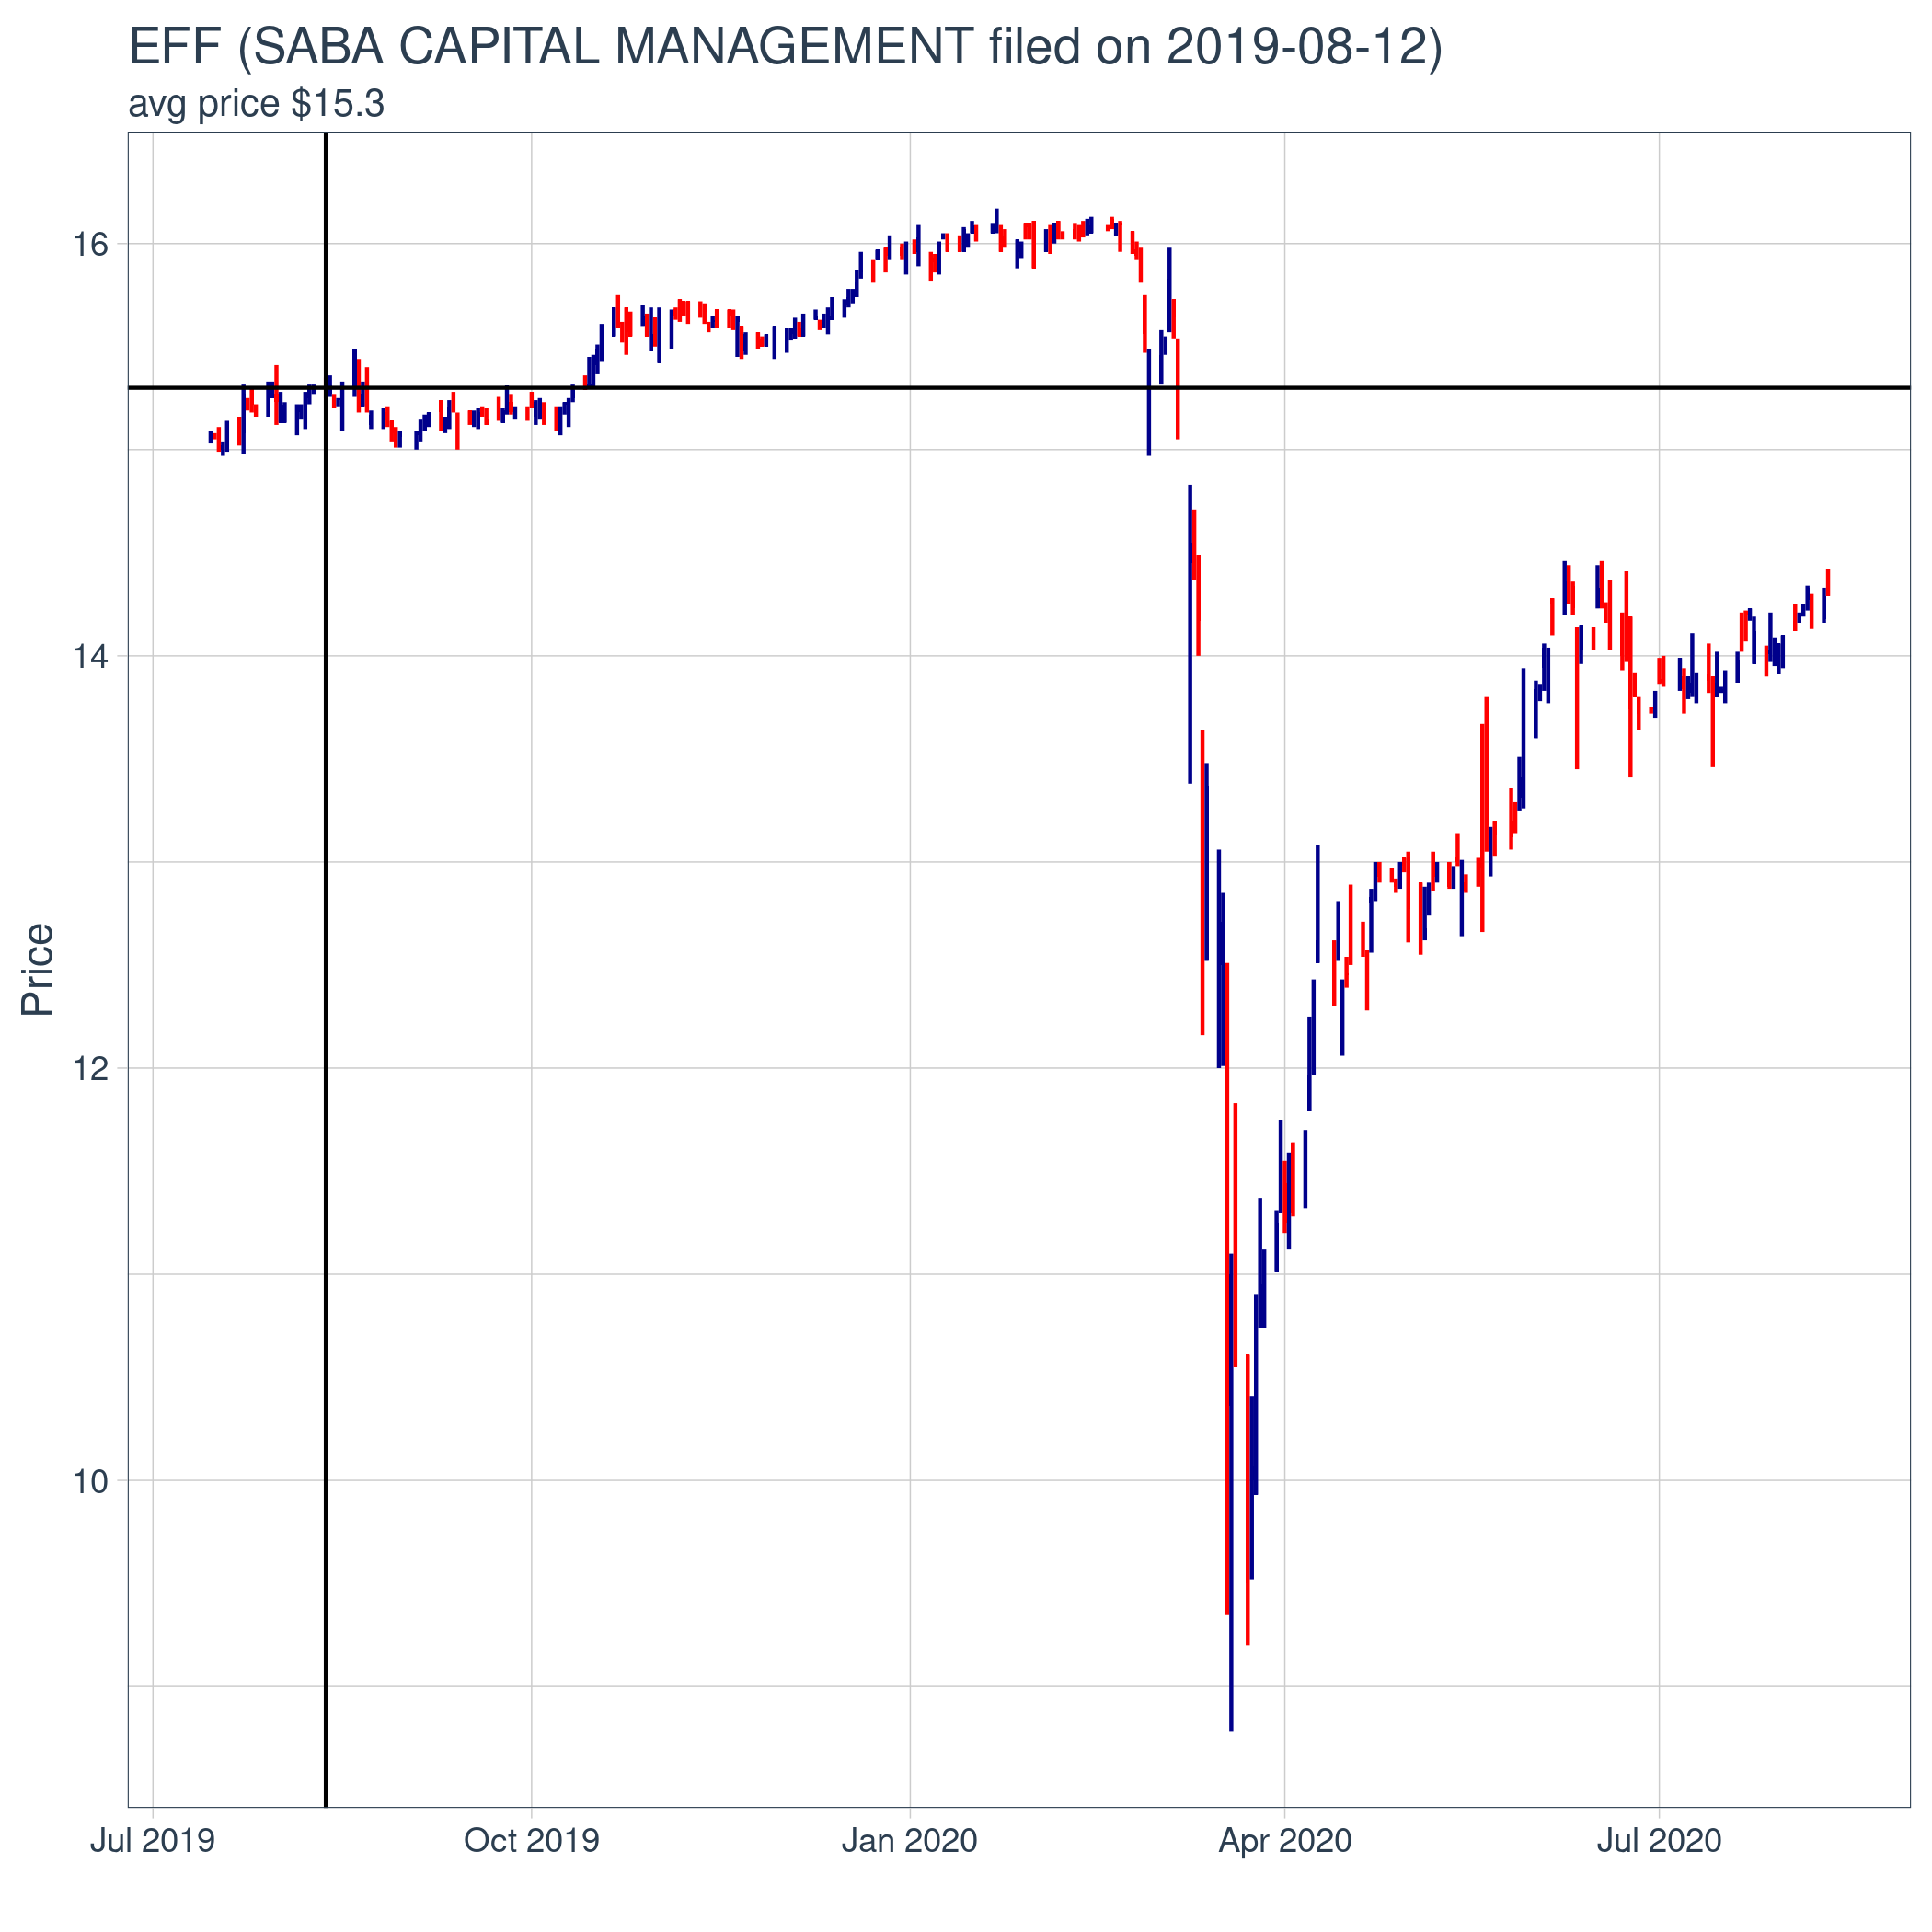 EFF (SABA CAPITAL MANAGEMENT filed on 2019-08-12)
avg price $15.3
16
14
12
10
Price
Jul 2019
Oct 2019
Jan 2020
Apr 2020
Jul 2020